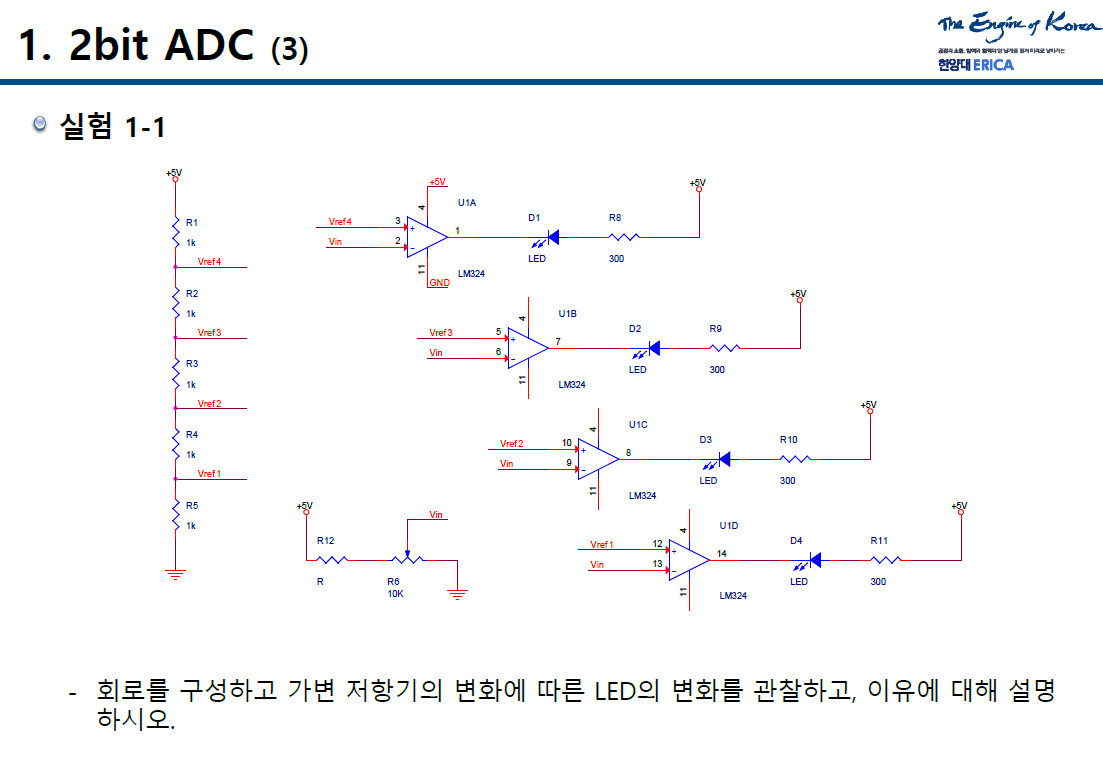 1. 2bit ADC (3)
The Engine of Korea
한양대 ERICA
실험 1-1
+5V
R1
1k
Vref4
R2
1k
Vref3
R3
1k
Vref2
R4
1k
Vref1
R5
1k
+5V
Vref4
Vin
3
2
+
-
4
11
U1A
1
LM324
GND
D1
LED
R8
300
+5V
Vref3
Vin
5
6
+
-
4
11
U1B
7
LM324
D2
LED
R9
300
+5V
Vref2
Vin
10
9
+
-
4
11
U1C
8
LM324
D3
LED
R10
300
+5V
Vref1
Vin
12
13
+
-
4
11
U1D
14
LM324
D4
LED
R11
300
+5V
+5V
R12
R
Vin
R6
10K
- 회로를 구성하고 가변 저항기의 변화에 따른 LED의 변화를 관찰하고, 이유에 대해 설명
하시오.